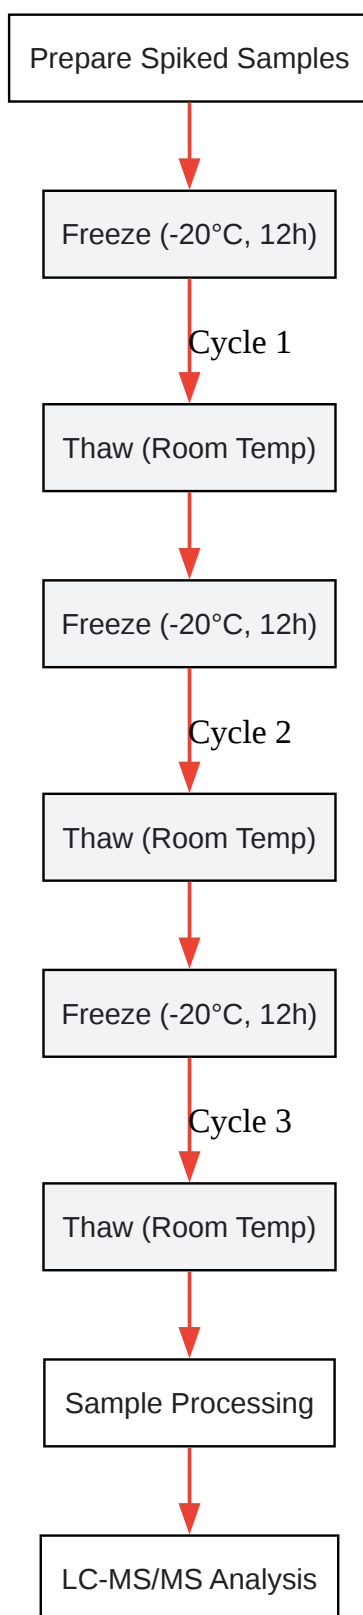 Prepare Spiked Samples
Freeze (-20°C, 12h)
Cycle 1
Thaw (Room Temp)
Freeze (-20°C, 12h)
Cycle 2
Thaw (Room Temp)
Freeze (-20°C, 12h)
Cycle 3
Thaw (Room Temp)
Sample Processing
LC-MS/MS Analysis